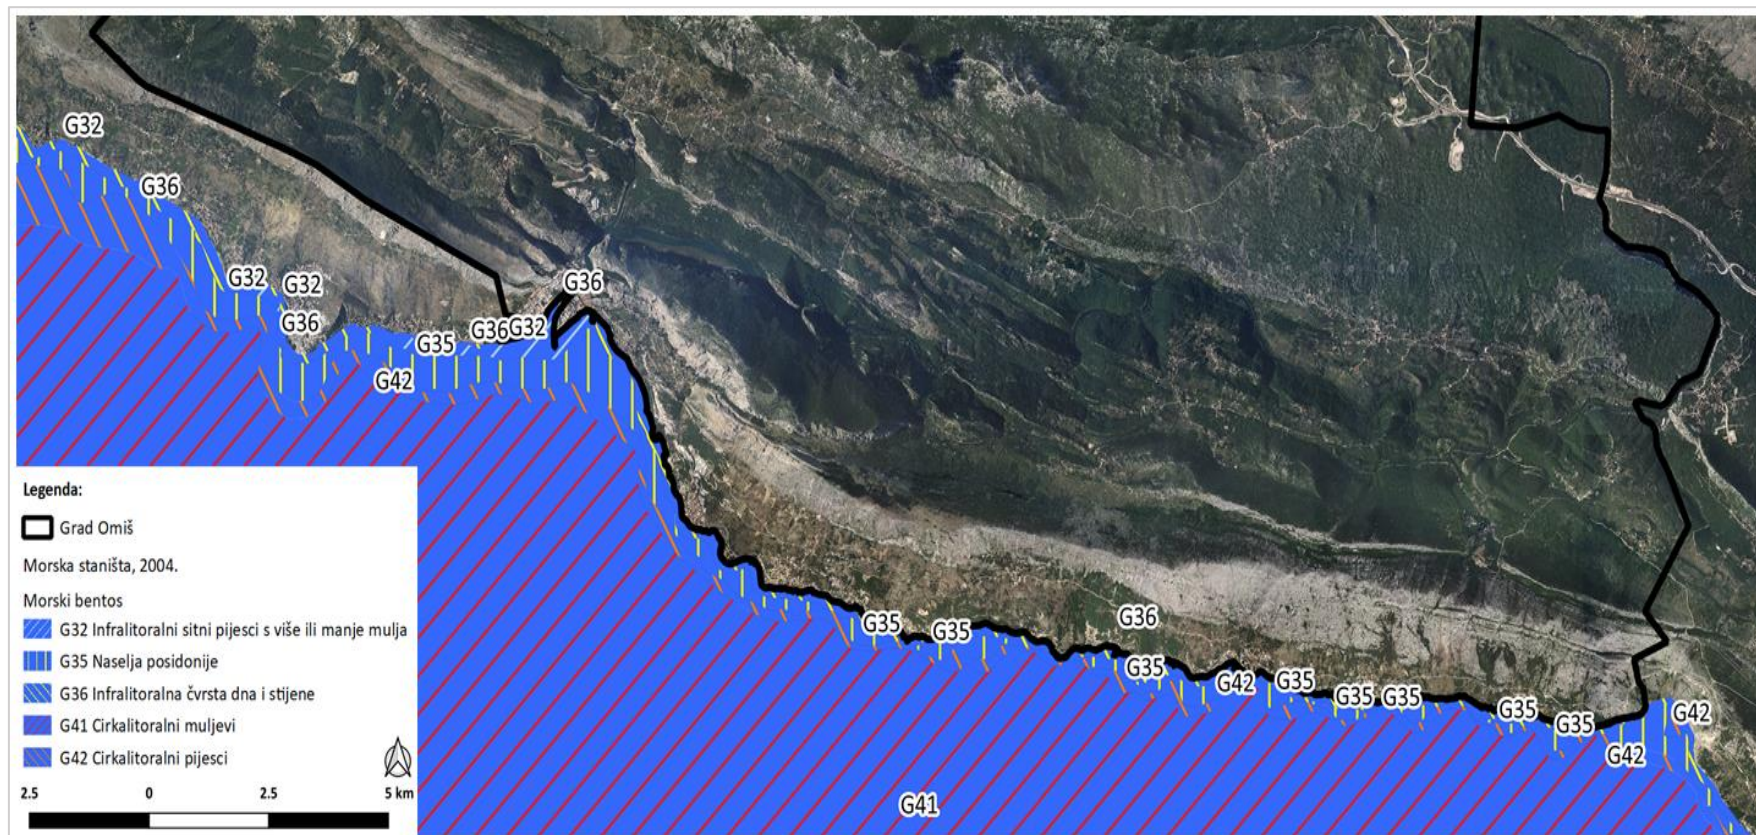 G32
G36
G32
G32
G36
G36
G35
G36
G32
G42
G35
G35
G36
G35
G42
G35
G35
G35
G35
G35
G42
G42
G41
Legenda:
Grad Omiš
Morska staništa, 2004.
Morski bentos
G32 Infralitoralni sitni pijesci s više ili manje mulja
G35 Naselja posidonije
G36 Infralitoralna čvrsta dna i stijene
G41 Cirkalitoralni muljevi
G42 Cirkalitoralni pijesci
2.5 0 2.5 5 km